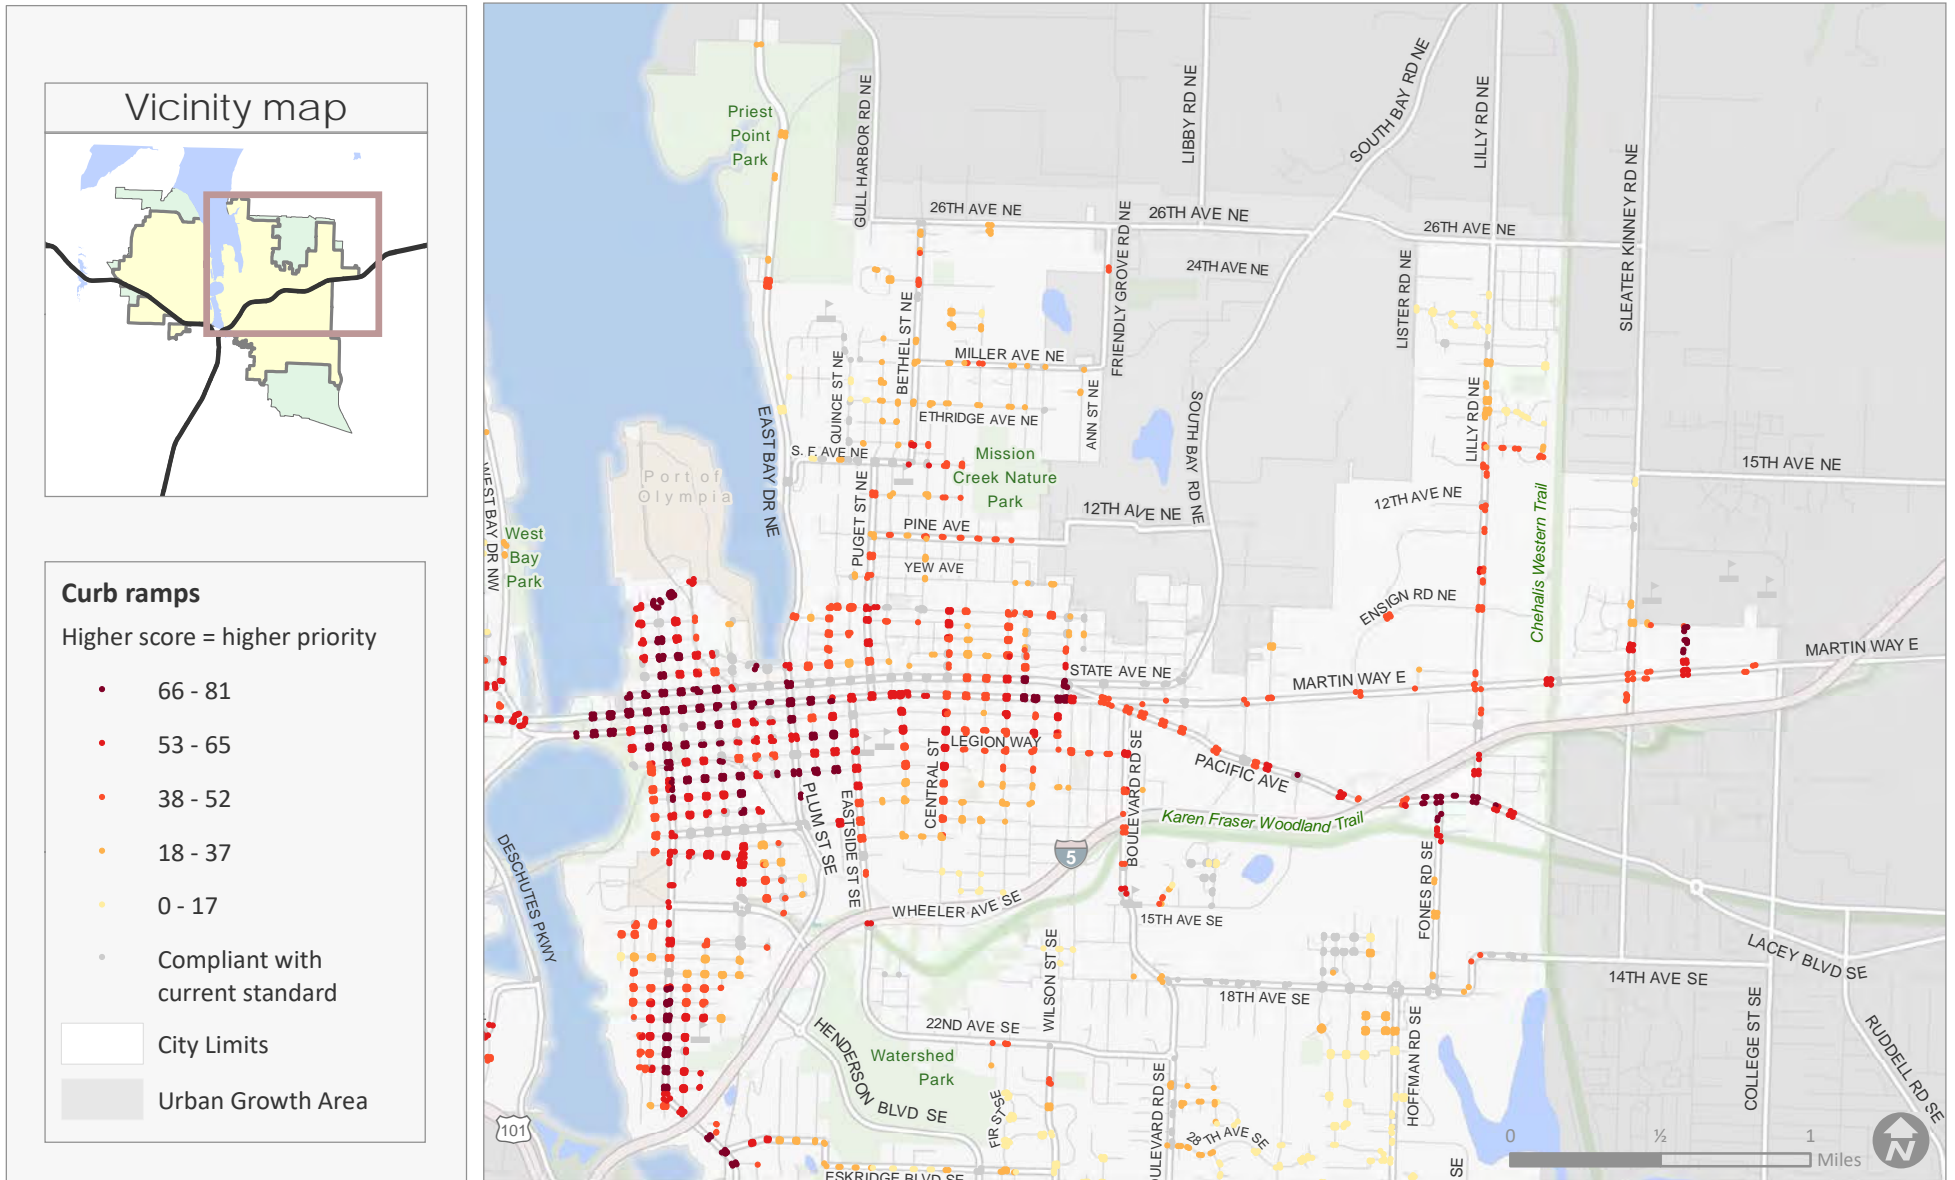 Vicinity map
Curb ramps
Higher score = higher priority
66 - 81
53 - 65
38 - 52
18 - 37
0 - 17
Compliant with
current standard
City Limits
Urban Growth Area
Priest
Point
Park
GULL HARBOR RD NE
LIBBY RD NE
SOUTH BAY RD NE
LILLY RD NE
SLEATER KINNEY RD NE
26TH AVE NE
26TH AVE NE
26TH AVE NE
24TH AVE NE
FRIENDLY GROVE RD NE
LISTER RD NE
BETHEL ST NE
MILLER AVE NE
QUINCE ST NE
ETHRIDGE AVE NE
ANN ST NE
EAST BAY DR NE
S. F. AVE NE
Mission
Creek Nature
Park
SOUTH BAY RD NE
LILLY RD NE
15TH AVE NE
12TH AVE NE
12TH AVE NE
Port of
Olympia
WEST BAY DR NW
West
Bay
Park
PUGET ST NE
PINE AVE
YEW AVE
Chehalis Western Trail
ENSIGN RD NE
STATE AVE NE
MARTIN WAY E
MARTIN WAY E
LEGION WAY
CENTRAL ST
PACIFIC AVE
BOULEVARD RD SE
PLUM ST SE
EASTSIDE ST SE
Karen Fraser Woodland Trail
5
DESCHUTES PKWY
WHEELER AVE SE
15TH AVE SE
FONES RD SE
WILSON ST SE
LACEY BLVD SE
14TH AVE SE
18TH AVE SE
22ND AVE SE
HENDERSON BLVD SE
Watershed
Park
HOFFMAN RD SE
COLLEGE ST SE
RUDDELL RD SE
FIR ST SE
28TH AVE SE
OULEVARD RD SE
101
ESKRIDGE BLVD SE
SE
0
½
1
Miles
N